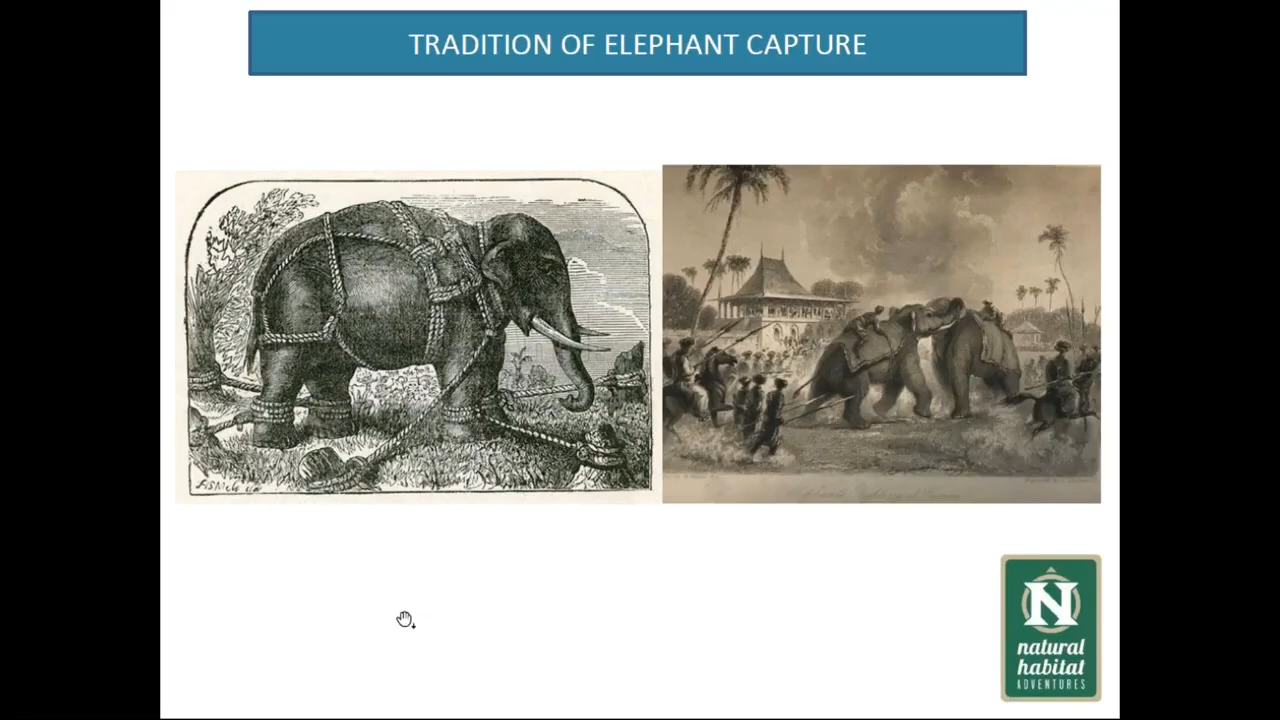 TRADITION OF ELEPHANT CAPTURE
N
natural
habitat
ADVENTURES